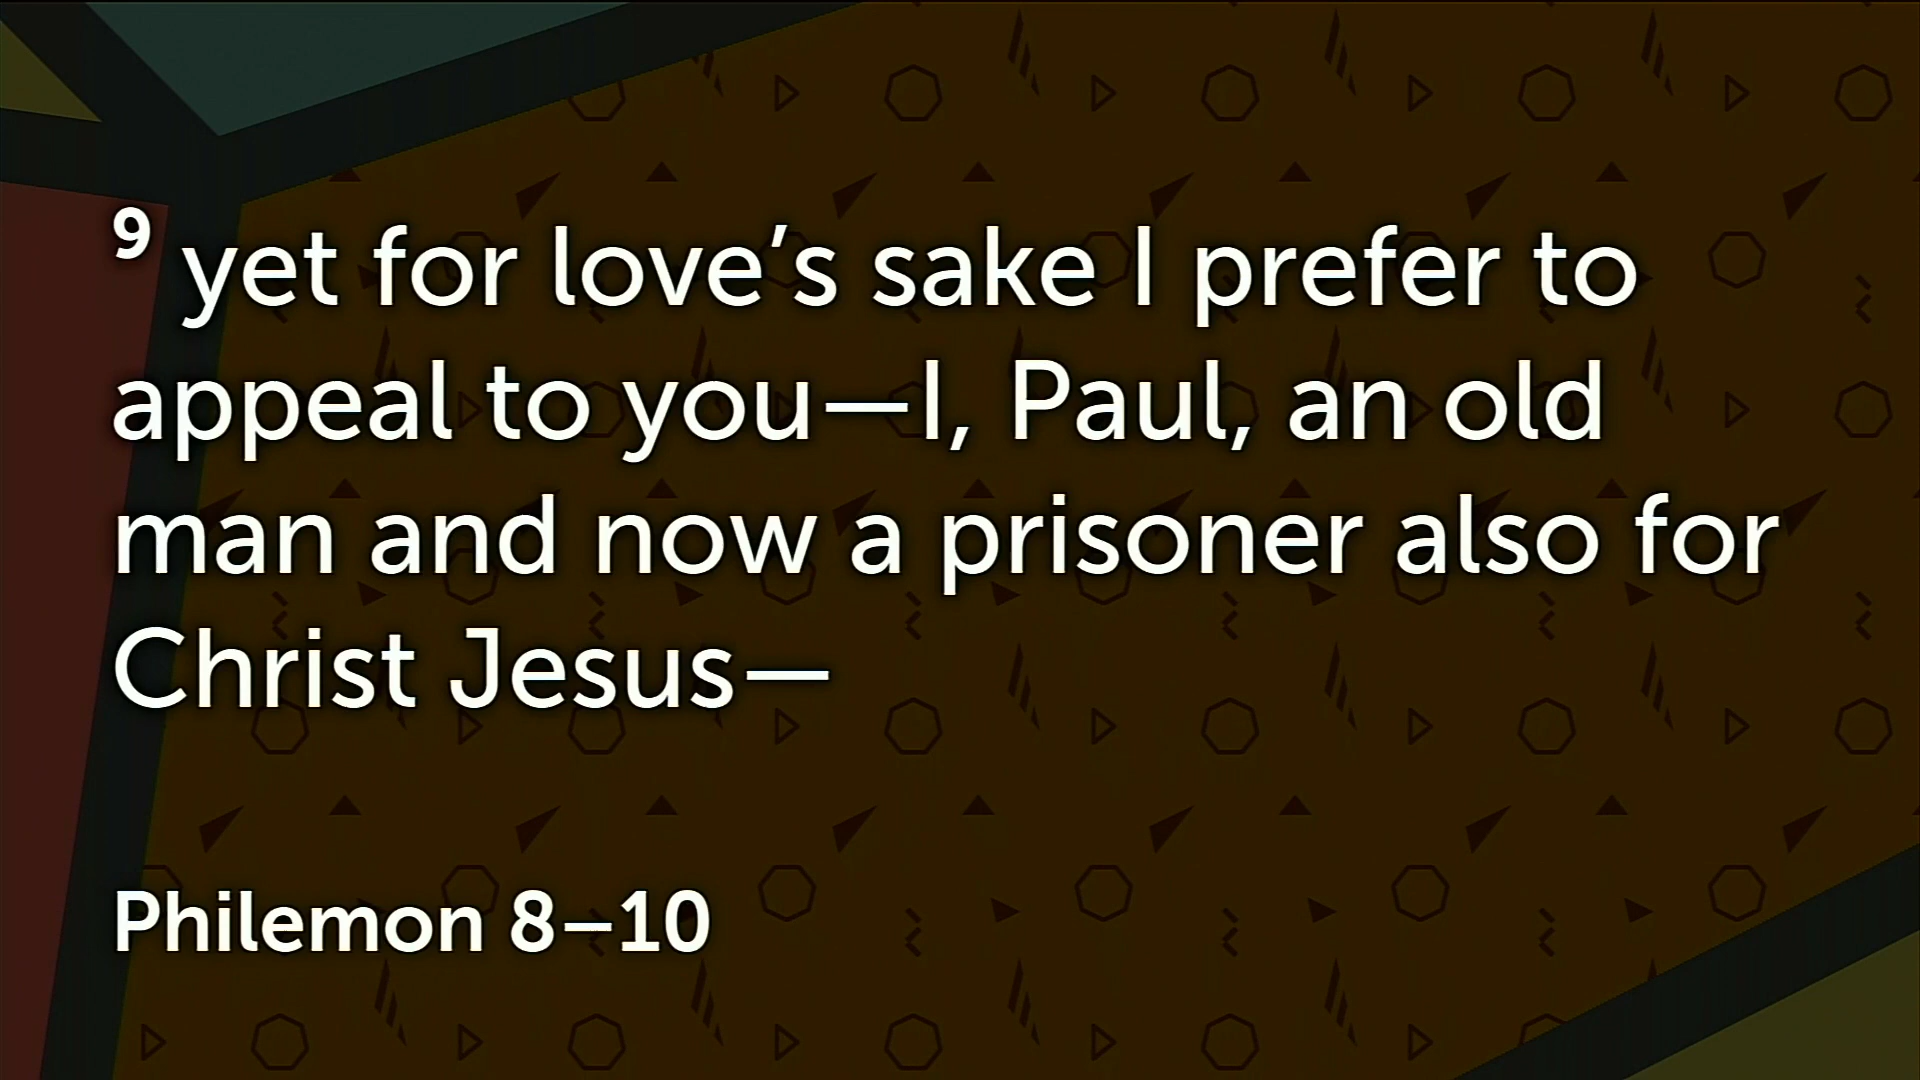 9 yet for love’s sake I prefer to
appeal to you—I, Paul, an old
man and now a prisoner also for
Christ Jesus—
Philemon 8–10